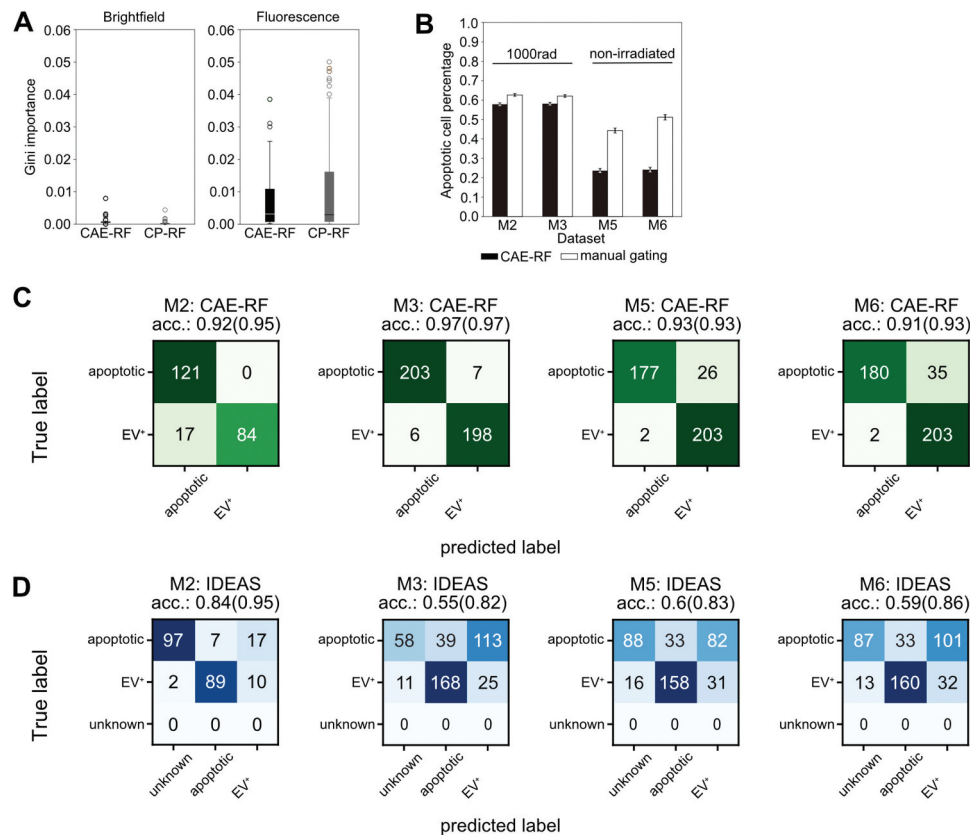 A
Brightfield
Fluorescence
Gini importance
0.06
0.05
0.04
0.03
0.02
0.01
0.00
CAE-RF CP-RF
0.06
0.05
0.04
0.03
0.02
0.01
0.00
CAE-RF CP-RF
B
Apoptotic cell percentage
1.0
0.9
0.8
0.7
0.6
0.5
0.4
0.3
0.2
0.1
0.0
1000rad
non-irradiated
M2 M3 M5 M6
Dataset
CAE-RF manual gating
C
True label
M2: CAE-RF
acc.: 0.92(0.95)
apoptotic 121 0
EV⁺ 17 84
apoptotic EV⁺
M3: CAE-RF
acc.: 0.97(0.97)
apoptotic 203 7
EV⁺ 6 198
apoptotic EV⁺
M5: CAE-RF
acc.: 0.93(0.93)
apoptotic 177 26
EV⁺ 2 203
apoptotic EV⁺
M6: CAE-RF
acc.: 0.91(0.93)
apoptotic 180 35
EV⁺ 2 203
apoptotic EV⁺
predicted label
D
True label
M2: IDEAS
acc.: 0.84(0.95)
apoptotic 97 7 17
EV⁺ 2 89 10
unknown 0 0 0
unknown apoptotic EV⁺
M3: IDEAS
acc.: 0.55(0.82)
apoptotic 58 39 113
EV⁺ 11 168 25
unknown 0 0 0
unknown apoptotic EV⁺
M5: IDEAS
acc.: 0.6(0.83)
apoptotic 88 33 82
EV⁺ 16 158 31
unknown 0 0 0
unknown apoptotic EV⁺
M6: IDEAS
acc.: 0.59(0.86)
apoptotic 87 33 101
EV⁺ 13 160 32
unknown 0 0 0
unknown apoptotic EV⁺
predicted label